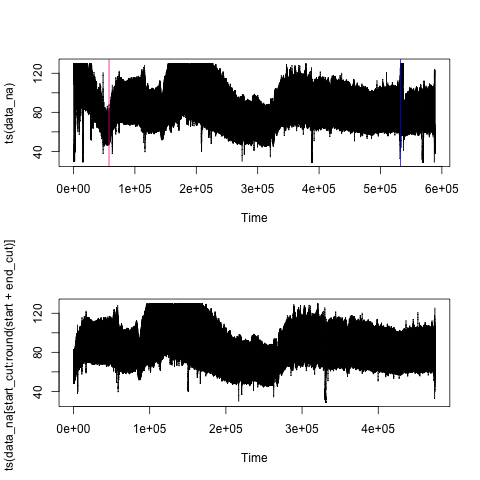 ts(data_na)
120
80
40
0e+00 1e+05 2e+05 3e+05 4e+05 5e+05 6e+05
Time
ts(data_na[start_cut:round(start + end_cut)]
120
80
40
0e+00 1e+05 2e+05 3e+05 4e+05
Time